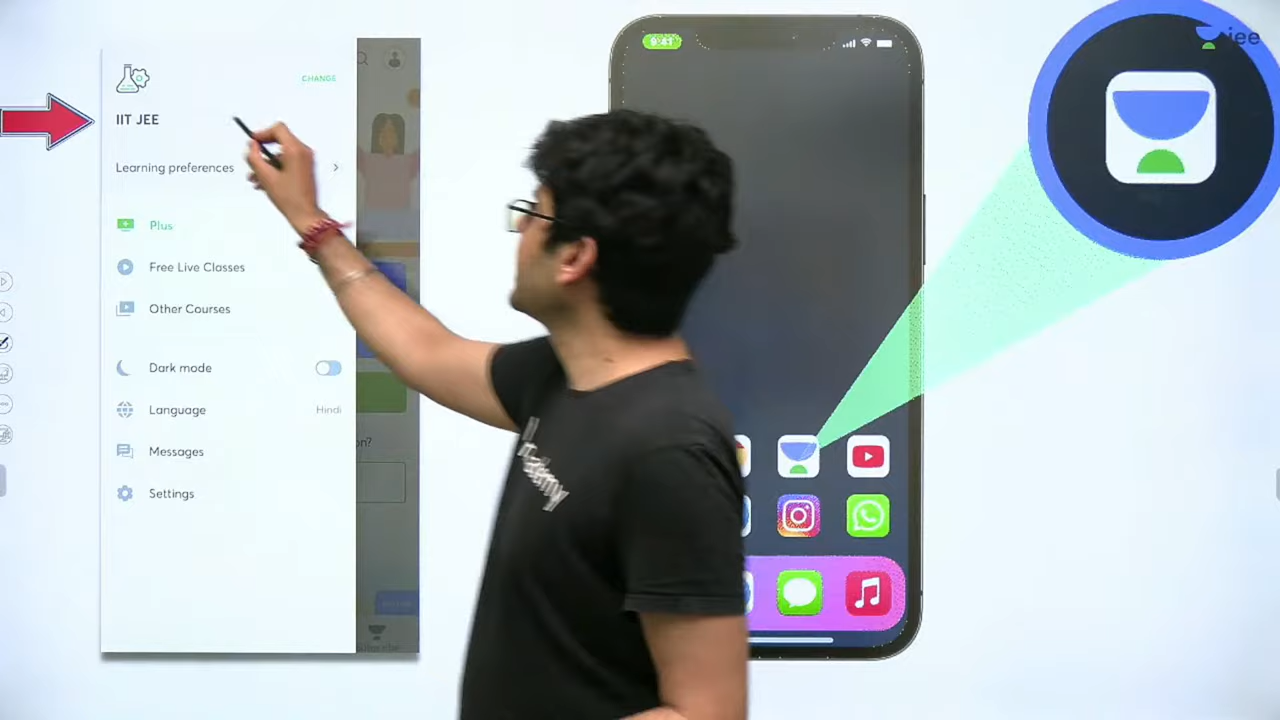 jee
9:41
CHANGE
IIT JEE
Learning preferences
Plus
Free Live Classes
Other Courses
Dark mode
Language
Hindi
Messages
Settings